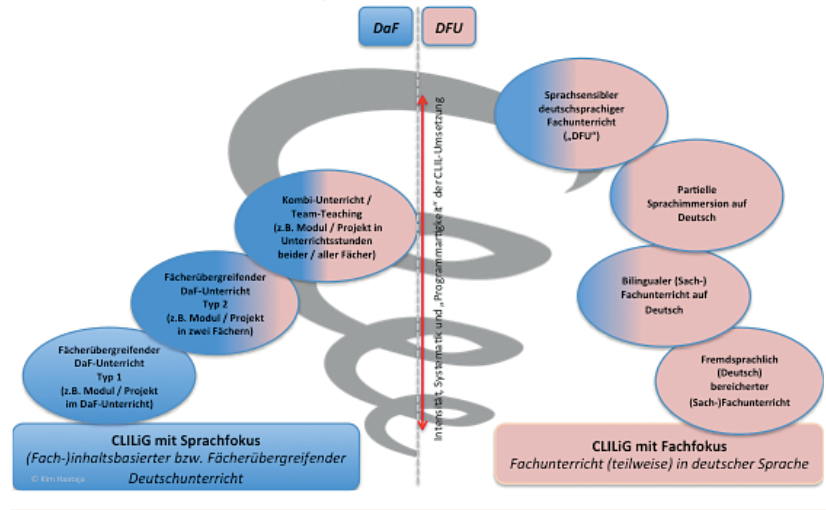 DaF
DFU
Sprachsensibler
deutschsprachiger
Fachunterricht
(„DFU")
Partielle
Sprachimmersion auf
Deutsch
Kombi-Unterricht /
Team-Teaching
(z.B. Modul / Projekt in
Unterrichtsstunden
beider / aller Fächer)
Bilingualer (Sach-)
Fachunterricht auf
Deutsch
Fächerübergreifender
DaF-Unterricht
Typ 2
(z.B. Modul / Projekt
in zwei Fächern)
Fächerübergreifender
DaF-Unterricht
Typ 1
(z.B. Modul / Projekt
im DaF-Unterricht)
Fremdsprachlich
(Deutsch)
bereicherter
(Sach-)Fachunterricht
Intensität, Systematik und „Programmartigkeit" der CLIL-Umsetzung
CLILiG mit Sprachfokus
(Fach-)inhaltsbasierter bzw. Fächerübergreifender
Deutschunterricht
© Kim Haataja
CLILiG mit Fachfokus
Fachunterricht (teilweise) in deutscher Sprache